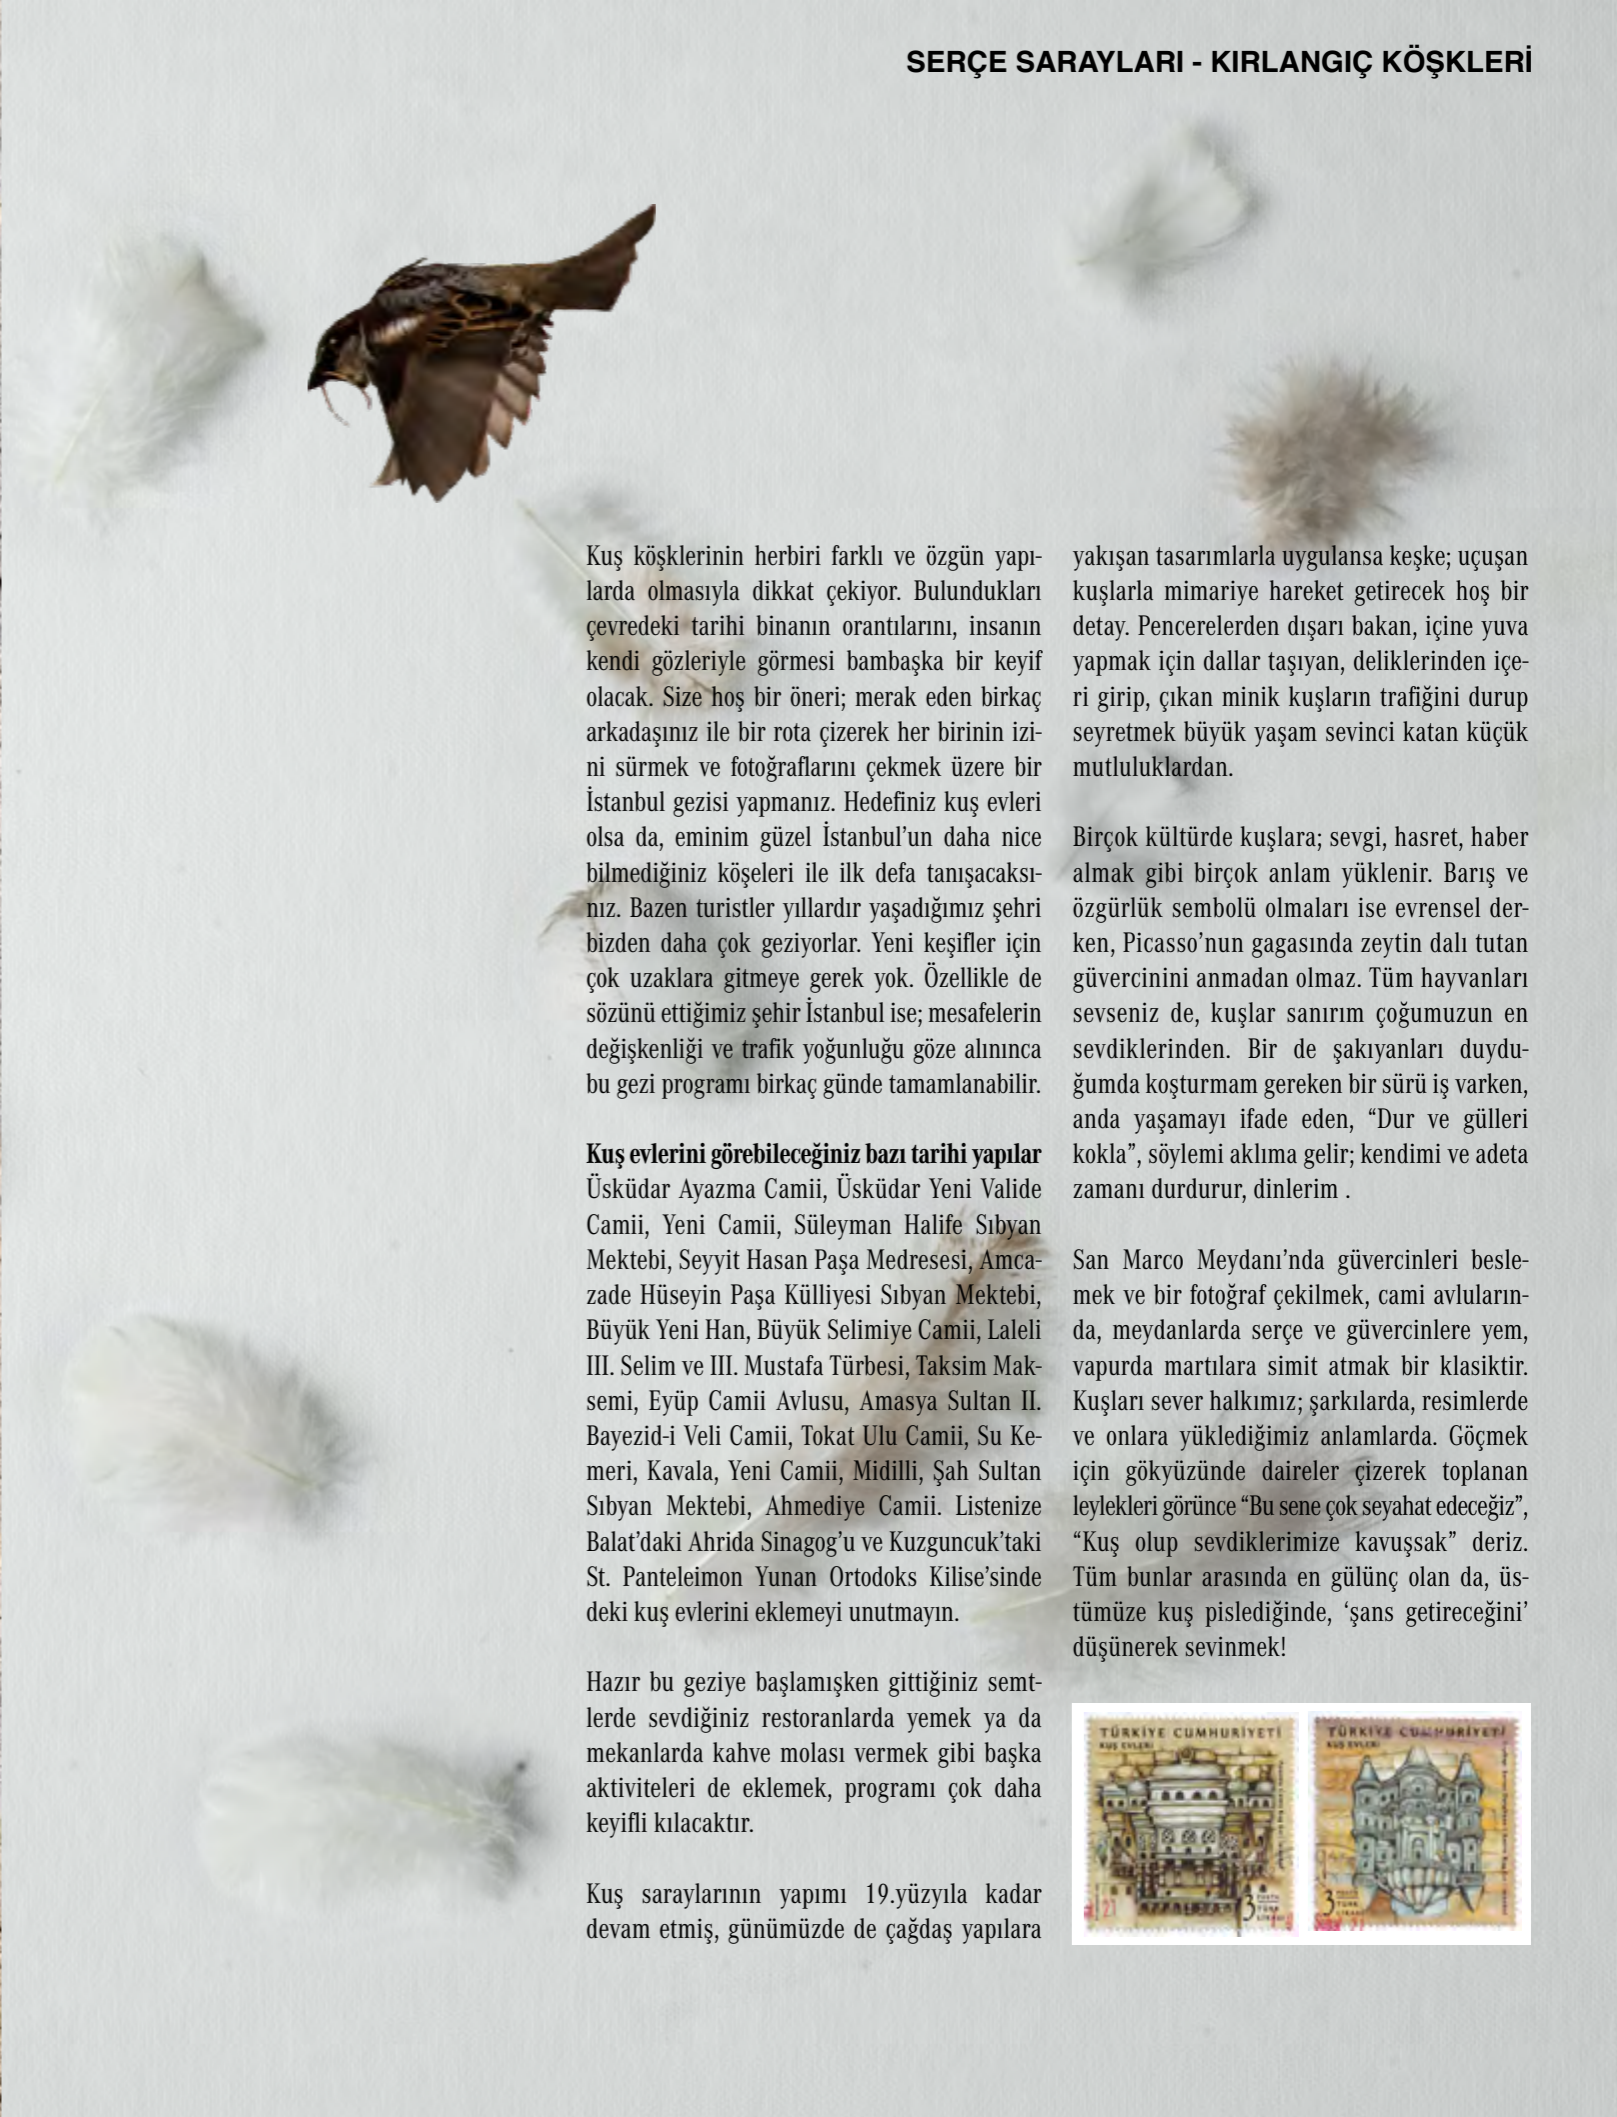 SERÇE SARAYLARI - KIRLANGIÇ KÖŞKLERİ
Kuş köşklerinin herbiri farklı ve özgün yapı-
larda olmasıyla dikkat çekiyor. Bulundukları
çevredeki tarihi binanın orantılarını, insanın
kendi gözleriyle görmesi bambaşka bir keyif
olacak. Size hoş bir öneri; merak eden birkaç
arkadaşınız ile bir rota çizerek her birinin izi-
ni sürmek ve fotoğraflarını çekmek üzere bir
İstanbul gezisi yapmanız. Hedefiniz kuş evleri
olsa da, eminim güzel İstanbul’un daha nice
bilmediğiniz köşeleri ile ilk defa tanışacaksı-
nız. Bazen turistler yıllardır yaşadığımız şehri
bizden daha çok geziyorlar. Yeni keşifler için
çok uzaklara gitmeye gerek yok. Özellikle de
sözünü ettiğimiz şehir İstanbul ise; mesafelerin
değişkenliği ve trafik yoğunluğu göze alınınca
bu gezi programı birkaç günde tamamlanabilir.
Kuş evlerini görebileceğiniz bazı tarihi yapılar
Üsküdar Ayazma Camii, Üsküdar Yeni Valide
Camii, Yeni Camii, Süleyman Halife Sıbyan
Mektebi, Seyyit Hasan Paşa Medresesi, Amca-
zade Hüseyin Paşa Külliyesi Sıbyan Mektebi,
Büyük Yeni Han, Büyük Selimiye Camii, Laleli
III. Selim ve III. Mustafa Türbesi, Taksim Mak-
semi, Eyüp Camii Avlusu, Amasya Sultan II.
Bayezid-i Veli Camii, Tokat Ulu Camii, Su Ke-
meri, Kavala, Yeni Camii, Midilli, Şah Sultan
Sıbyan Mektebi, Ahmediye Camii. Listenize
Balat’daki Ahrida Sinagog’u ve Kuzguncuk’taki
St. Panteleimon Yunan Ortodoks Kilise’sinde
deki kuş evlerini eklemeyi unutmayın.
Hazır bu geziye başlamışken gittiğiniz semt-
lerde sevdiğiniz restoranlarda yemek ya da
mekanlarda kahve molası vermek gibi başka
aktiviteleri de eklemek, programı çok daha
keyifli kılacaktır.
Kuş saraylarının yapımı 19.yüzyıla kadar
devam etmiş, günümüzde de çağdaş yapılara
yakışan tasarımlarla uygulansa keşke; uçuşan
kuşlarla mimariye hareket getirecek hoş bir
detay. Pencerelerden dışarı bakan, içine yuva
yapmak için dallar taşıyan, deliklerinden içe-
ri girip, çıkan minik kuşların trafiğini durup
seyretmek büyük yaşam sevinci katan küçük
mutluluklardan.
Birçok kültürde kuşlara; sevgi, hasret, haber
almak gibi birçok anlam yüklenir. Barış ve
özgürlük sembolü olmaları ise evrensel der-
ken, Picasso’nun gagasında zeytin dalı tutan
güvercinini anmadan olmaz. Tüm hayvanları
sevseniz de, kuşlar sanırım çoğumuzun en
sevdiklerinden. Bir de şakıyanları duydu-
ğumda koşturmam gereken bir sürü iş varken,
anda yaşamayı ifade eden, “Dur ve gülleri
kokla”, söylemi aklıma gelir; kendimi ve adeta
zamanı durdurur, dinlerim .
San Marco Meydanı’nda güvercinleri besle-
mek ve bir fotoğraf çekilmek, cami avluların-
da, meydanlarda serçe ve güvercinlere yem,
vapurda martılara simit atmak bir klasiktir.
Kuşları sever halkımız; şarkılarda, resimlerde
ve onlara yüklediğimiz anlamlarda. Göçmek
için gökyüzünde daireler çizerek toplanan
leylekleri görünce “Bu sene çok seyahat edeceğiz”,
“Kuş olup sevdiklerimize kavuşsak” deriz.
Tüm bunlar arasında en gülünç olan da, üs-
tümüze kuş pislediğinde, ‘şans getireceğini’
düşünerek sevinmek!
TÜRKİYE CUMHURİYETİ
KUŞ EVLERİ
3
TÜRKİYE CUMHURİYETİ
KUŞ EVLERİ
3